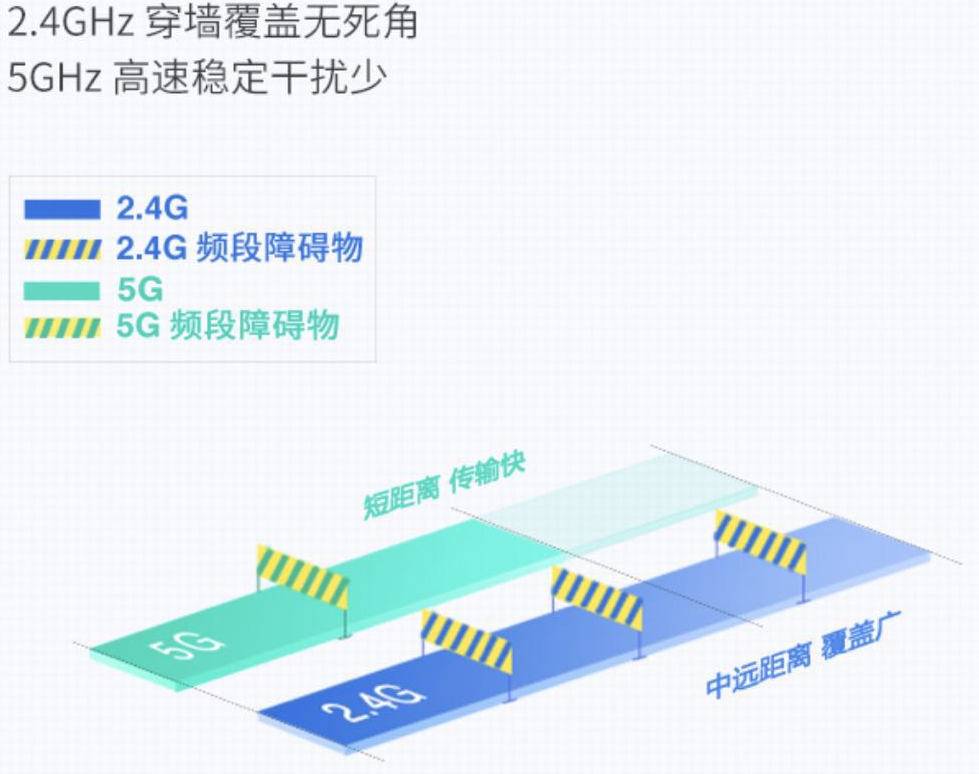 2.4GHz 穿墙覆盖无死角
5GHz 高速稳定干扰少
2.4G
2.4G 频段障碍物
5G
5G 频段障碍物
短距离 传输快
5G
2.4G
中远距离 覆盖广